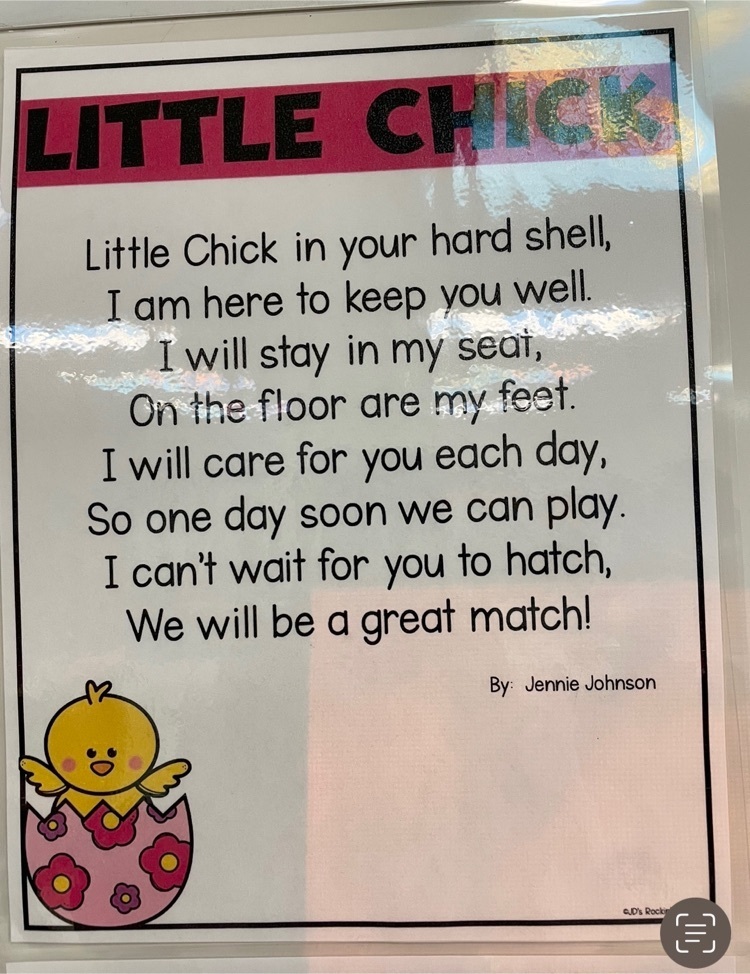 LITTLE CHICK
Little Chick in your hard shell,
I am here to keep you well.
I will stay in my seat,
On the floor are my feet.
I will care for you each day,
So one day soon we can play.
I can't wait for you to hatch,
We will be a great match!
By: Jennie Johnson
©JD's